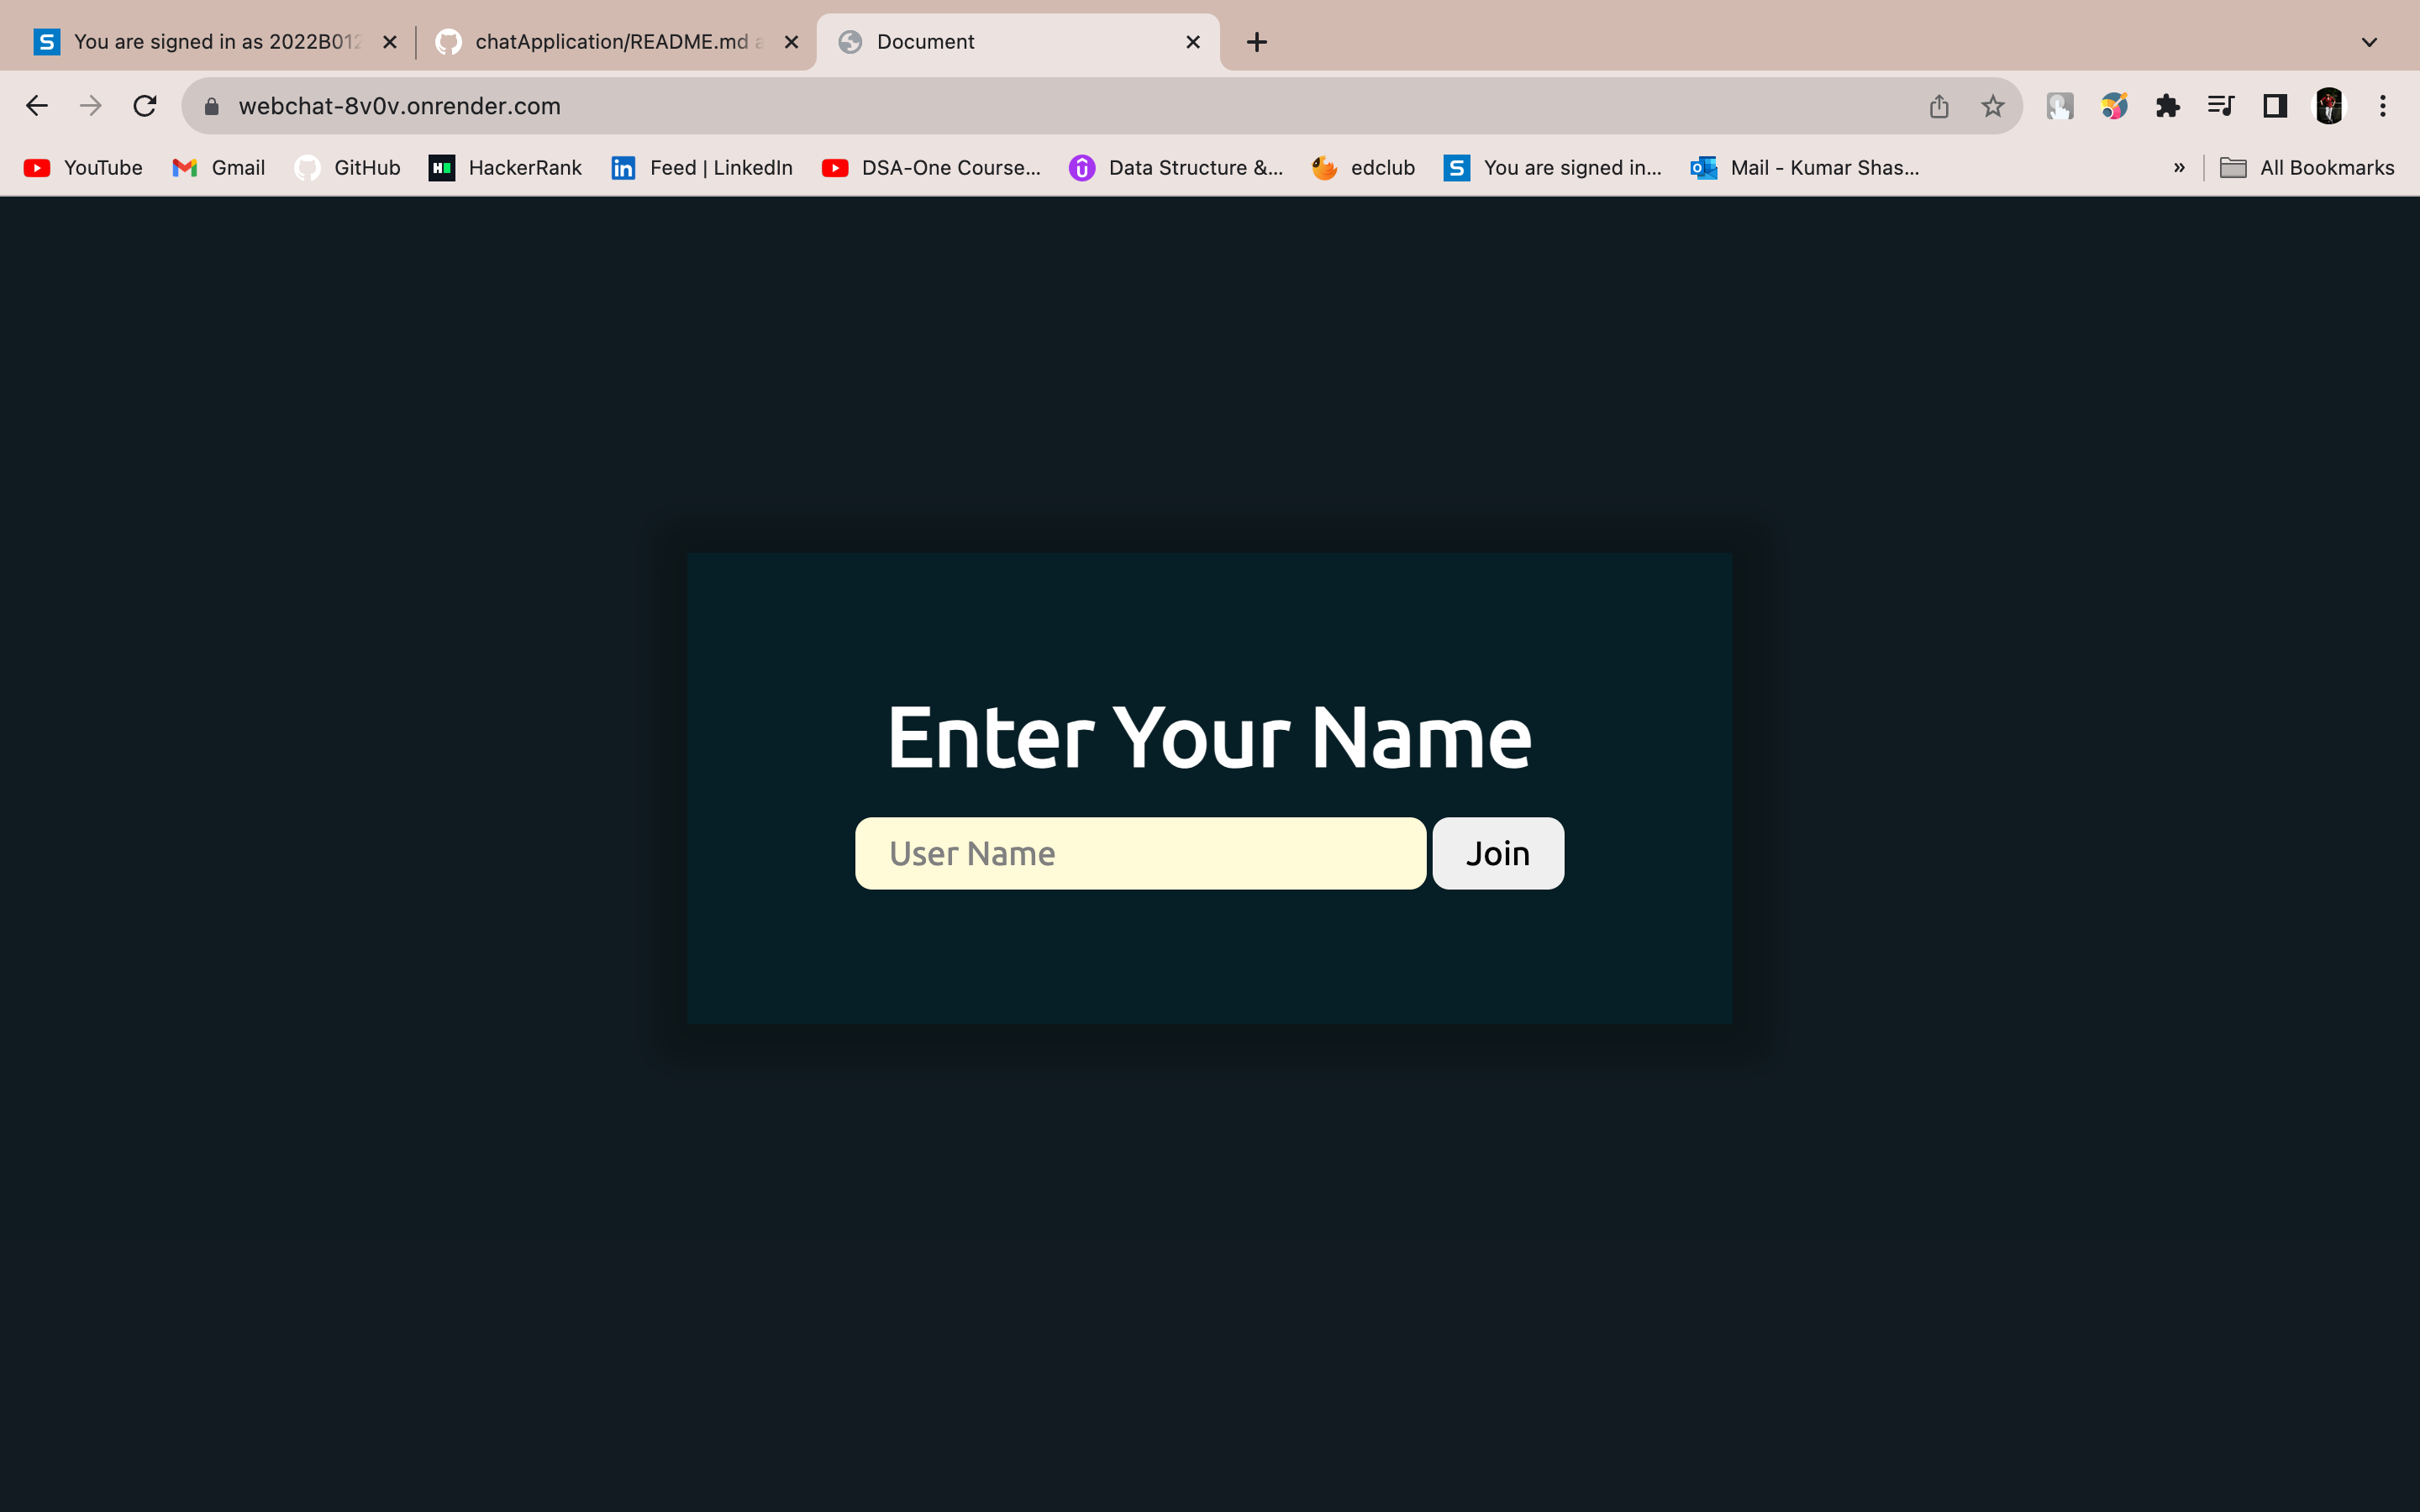 You are signed in as 2022B012
chatApplication/README.md a
Document
webchat-8v0v.onrender.com
YouTube
Gmail
GitHub
HackerRank
Feed | LinkedIn
DSA-One Course...
Data Structure &...
edclub
You are signed in...
Mail - Kumar Shas...
All Bookmarks
Enter Your Name
User Name
Join